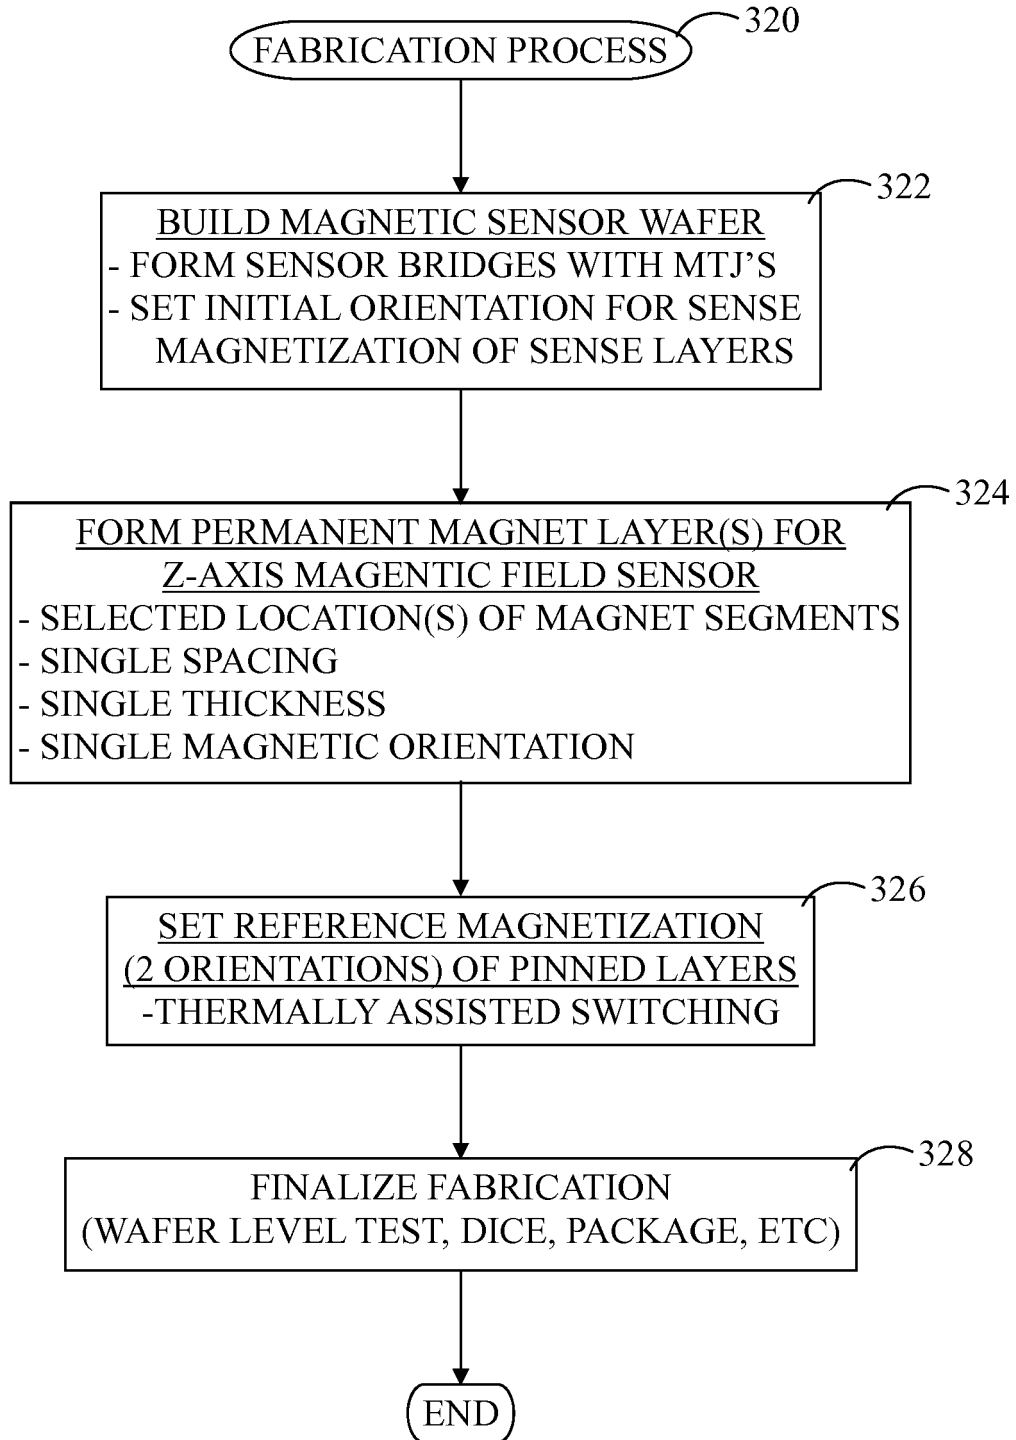 320
FABRICATION PROCESS
322
BUILD MAGNETIC SENSOR WAFER
- FORM SENSOR BRIDGES WITH MTJ'S
- SET INITIAL ORIENTATION FOR SENSE
MAGNETIZATION OF SENSE LAYERS
324
FORM PERMANENT MAGNET LAYER(S) FOR
Z-AXIS MAGENTIC FIELD SENSOR
- SELECTED LOCATION(S) OF MAGNET SEGMENTS
- SINGLE SPACING
- SINGLE THICKNESS
- SINGLE MAGNETIC ORIENTATION
326
SET REFERENCE MAGNETIZATION
(2 ORIENTATIONS) OF PINNED LAYERS
-THERMALLY ASSISTED SWITCHING
328
FINALIZE FABRICATION
(WAFER LEVEL TEST, DICE, PACKAGE, ETC)
END